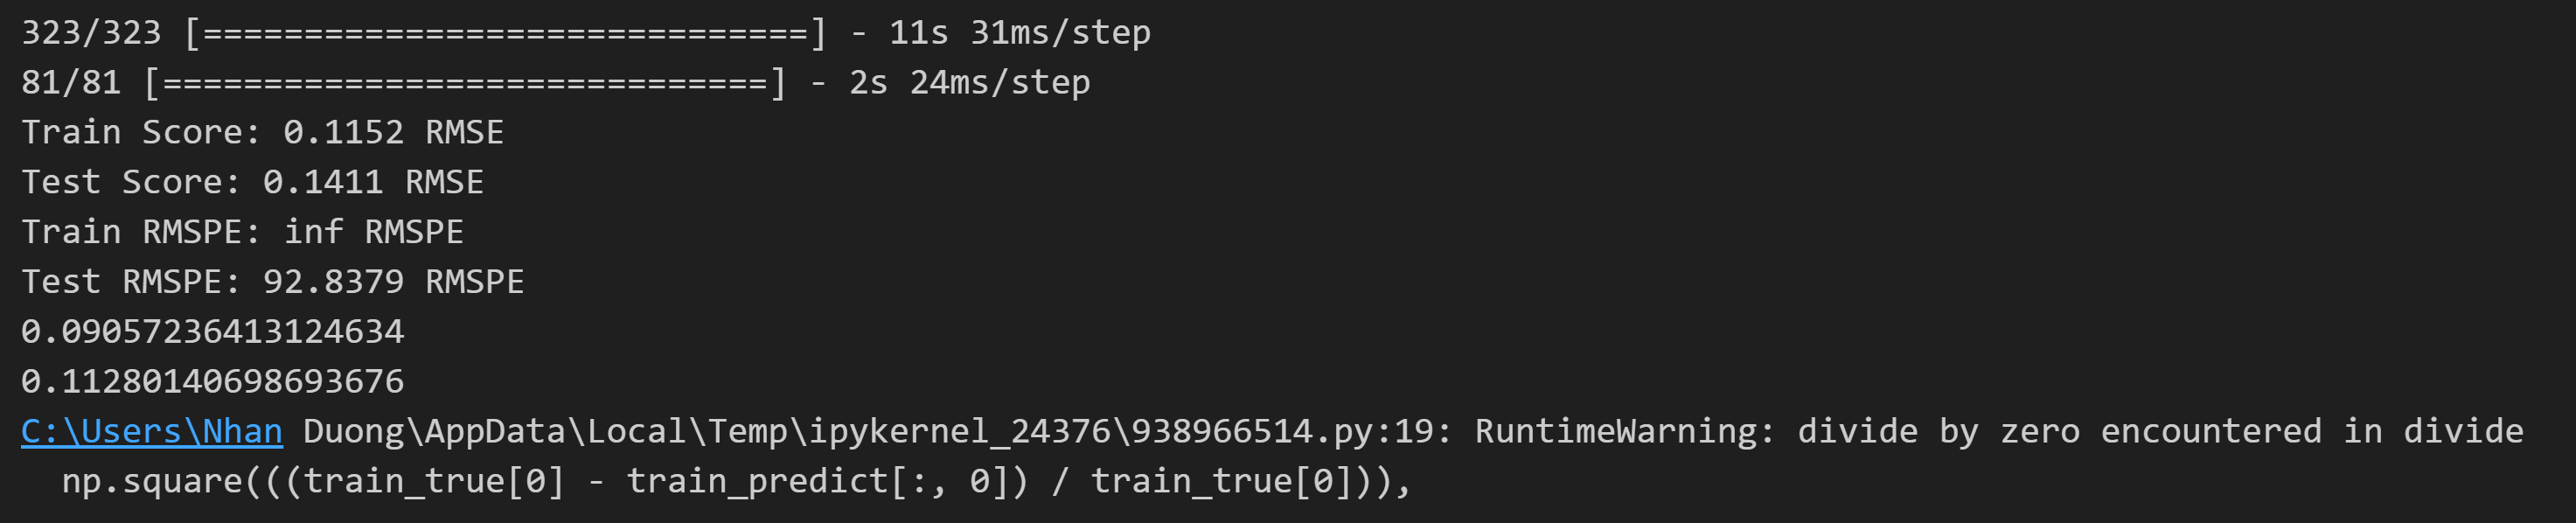 323/323 [==============================] - 11s 31ms/step
81/81 [==============================] - 2s 24ms/step
Train Score: 0.1152 RMSE
Test Score: 0.1411 RMSE
Train RMSPE: inf RMSPE
Test RMSPE: 92.8379 RMSPE
0.09057236413124634
0.11280140698693676
C:\Users\Nhan Duong\AppData\Local\Temp\ipykernel_24376\938966514.py:19: RuntimeWarning: divide by zero encountered in divide
  np.square(((train_true[0] - train_predict[:, 0]) / train_true[0])),